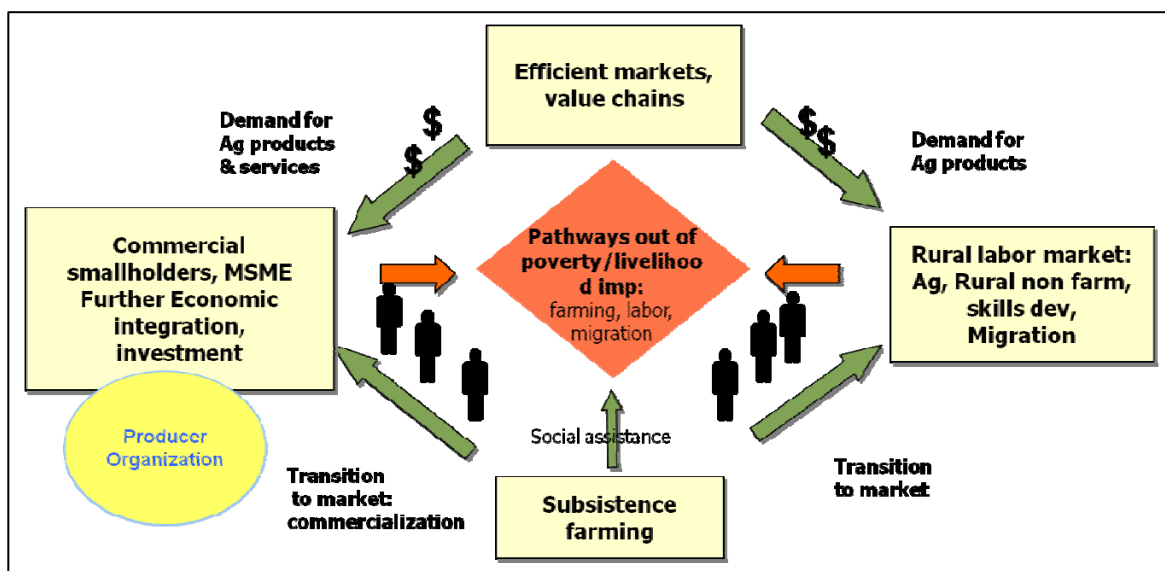 Efficient markets,
value chains
Demand for
Ag products
& services
$
$
$
$
Demand for
Ag products
Commercial
smallholders, MSME
Further Economic
integration,
investment
Pathways out of
poverty/livelihoo
d imp:
farming, labor,
migration
Rural labor market:
Ag, Rural non farm,
skills dev,
Migration
Producer
Organization
Social assistance
Transition
to market:
commercialization
Subsistence
farming
Transition
to market